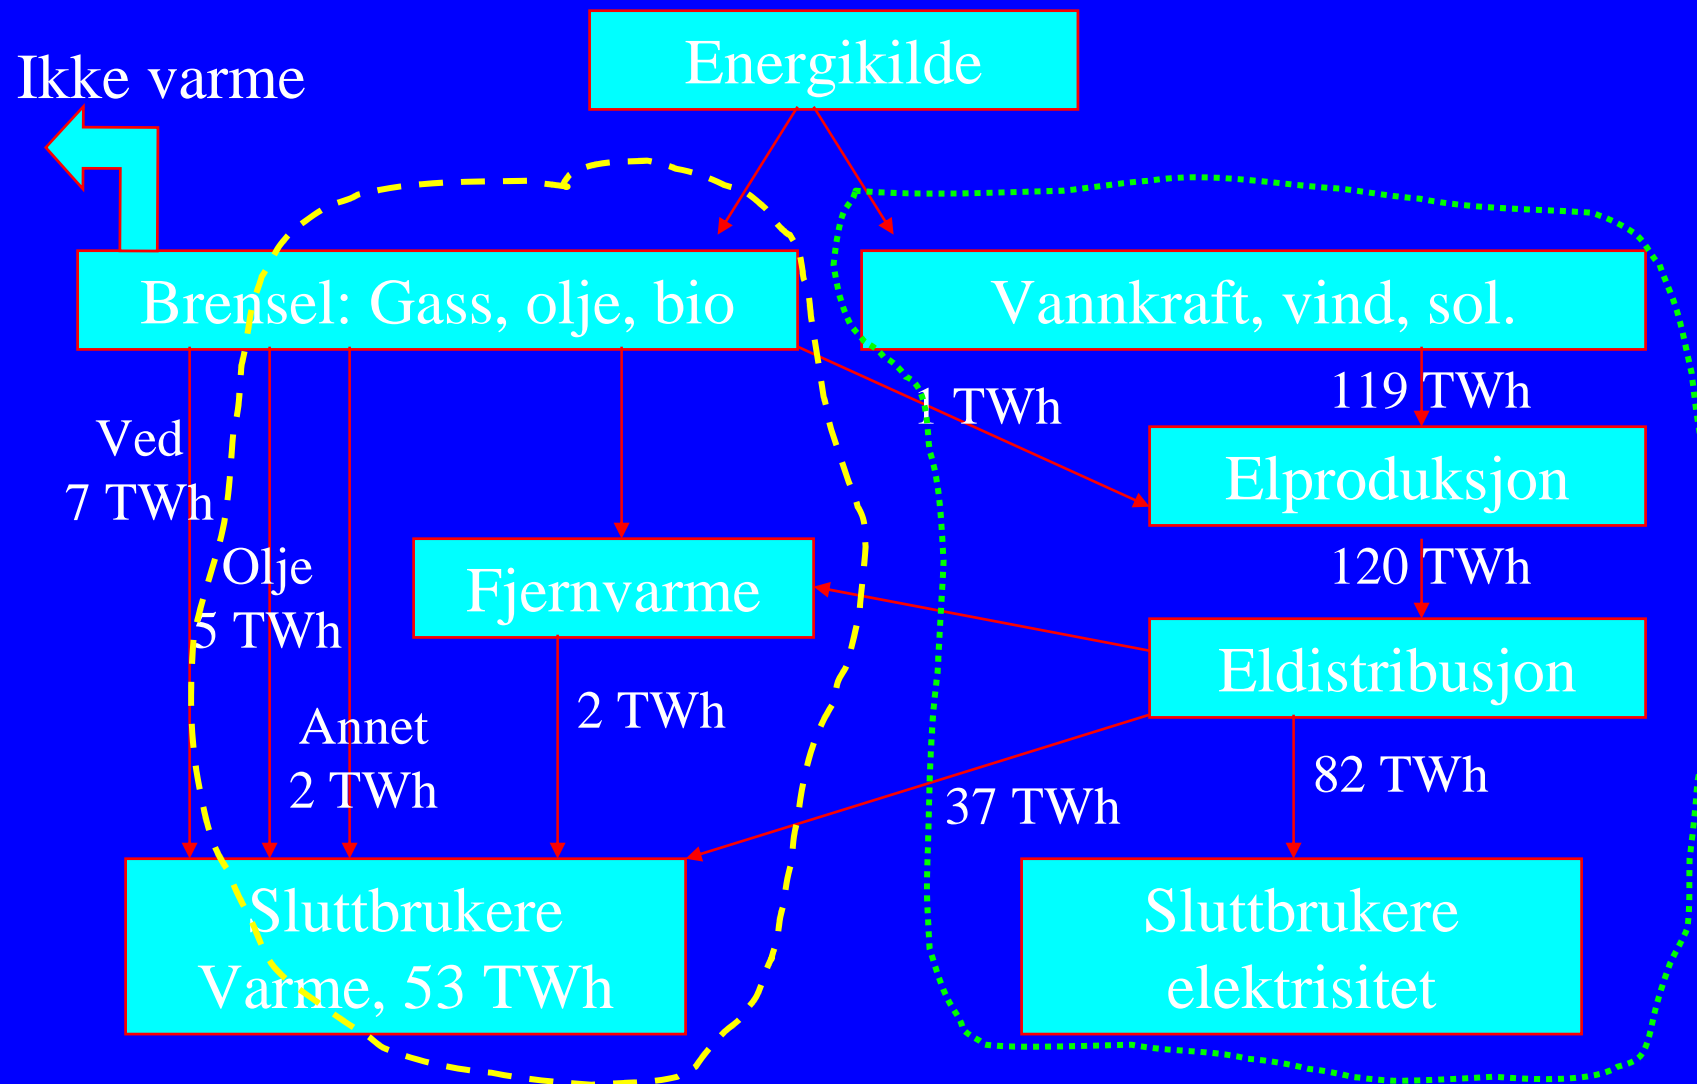 Energikilde
Ikke varme
Brensel: Gass, olje, bio
Vannkraft, vind, sol.
1 TWh
119 TWh
Ved
7 TWh
Elproduksjon
Olje
5 TWh
Fjernvarme
120 TWh
Eldistribusjon
Annet
2 TWh
2 TWh
37 TWh
82 TWh
Sluttbrukere
Varme, 53 TWh
Sluttbrukere
elektrisitet